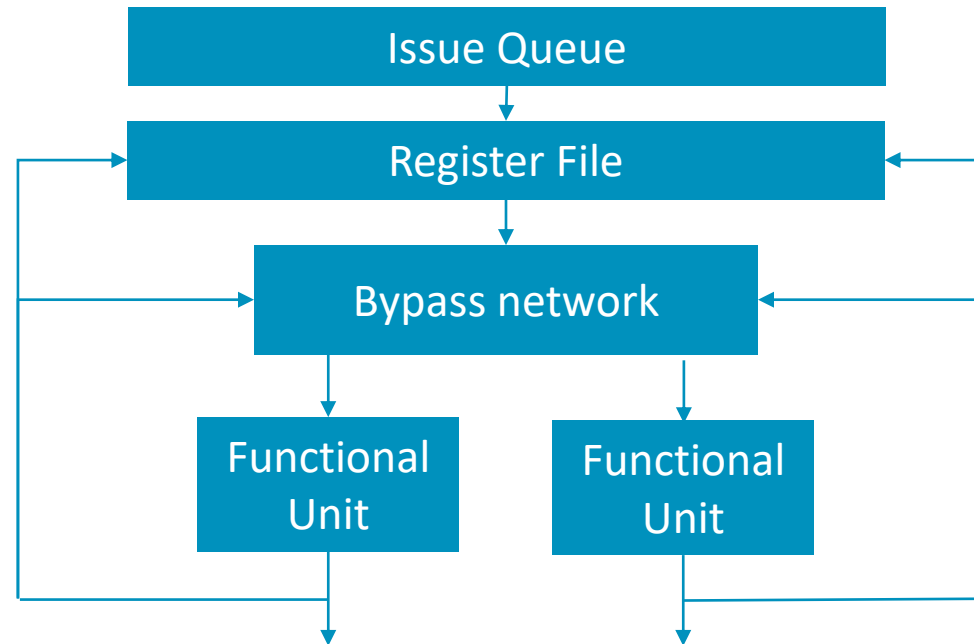 Issue Queue
Register File
Bypass network
Functional
Unit
Functional
Unit